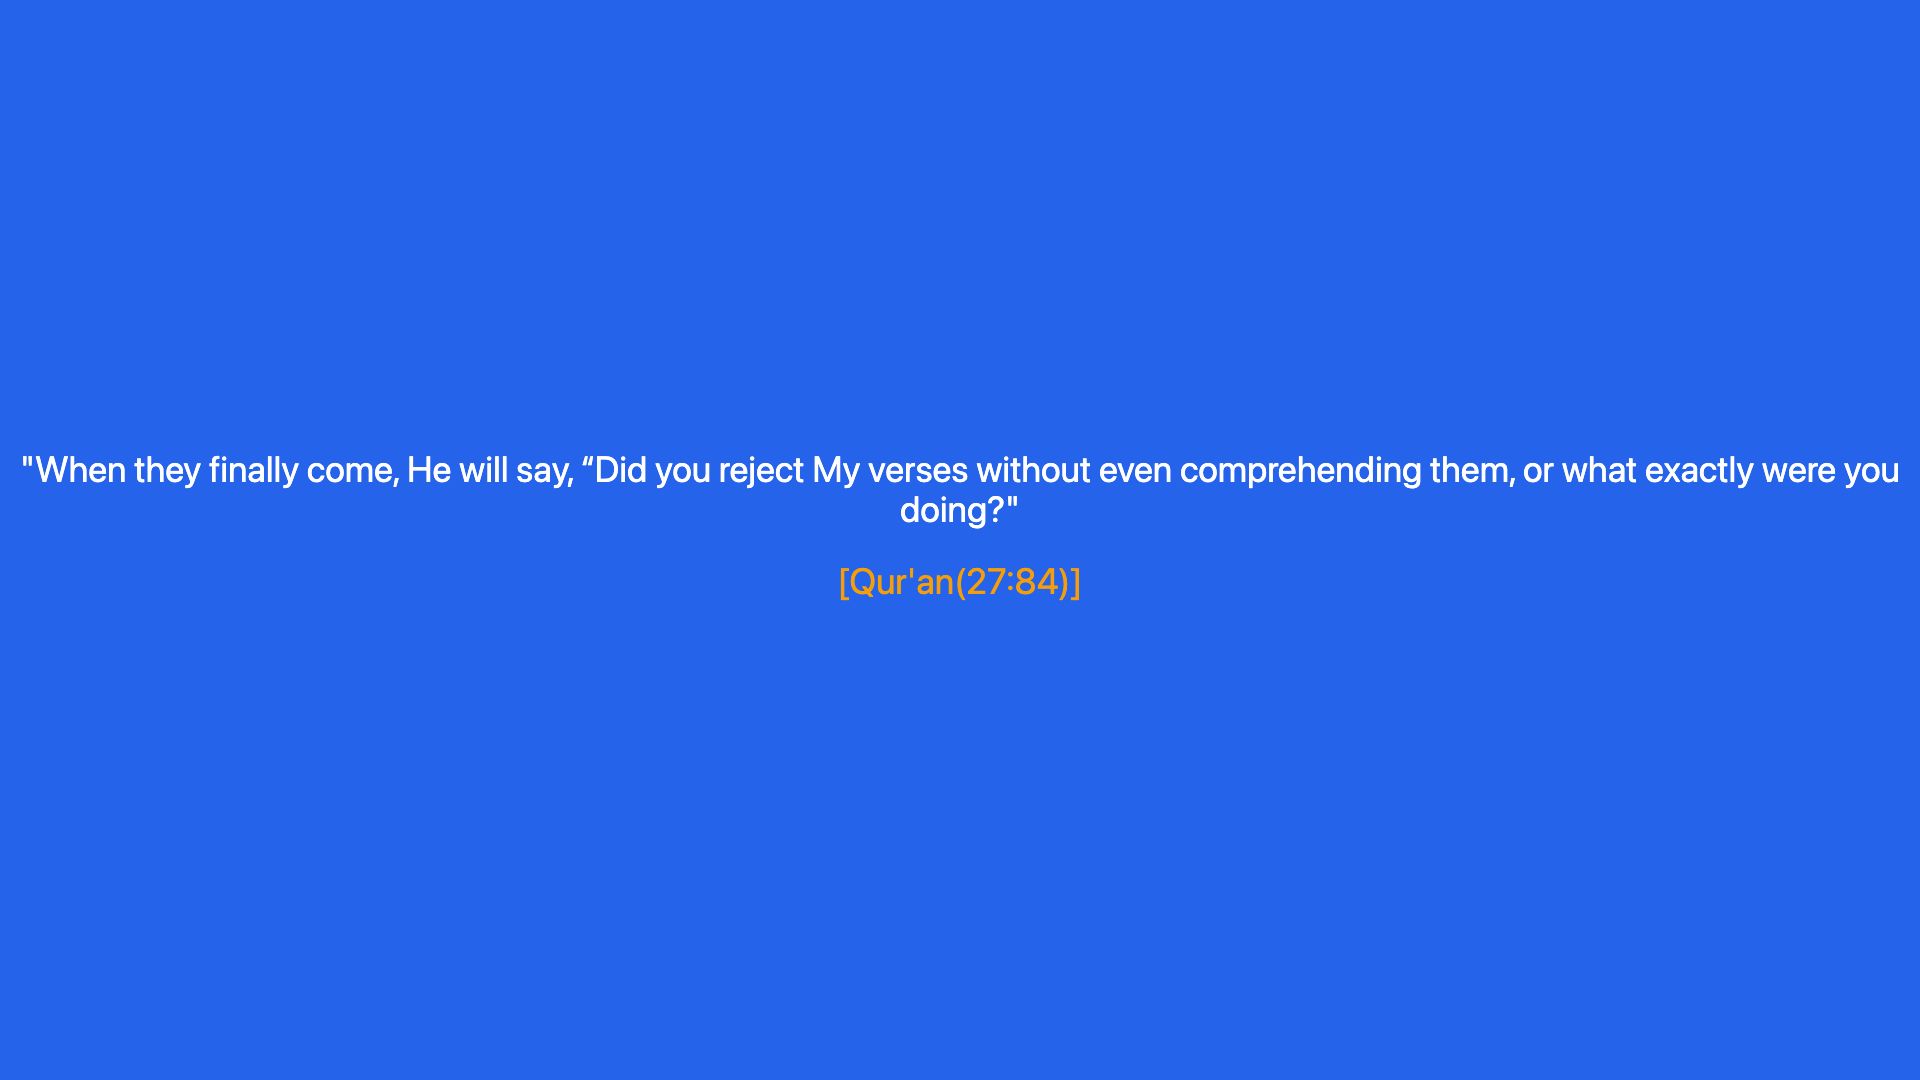 "When they finally come, He will say, “Did you reject My verses without even comprehending them, or what exactly were you
doing?"
[Qur'an(27:84)]